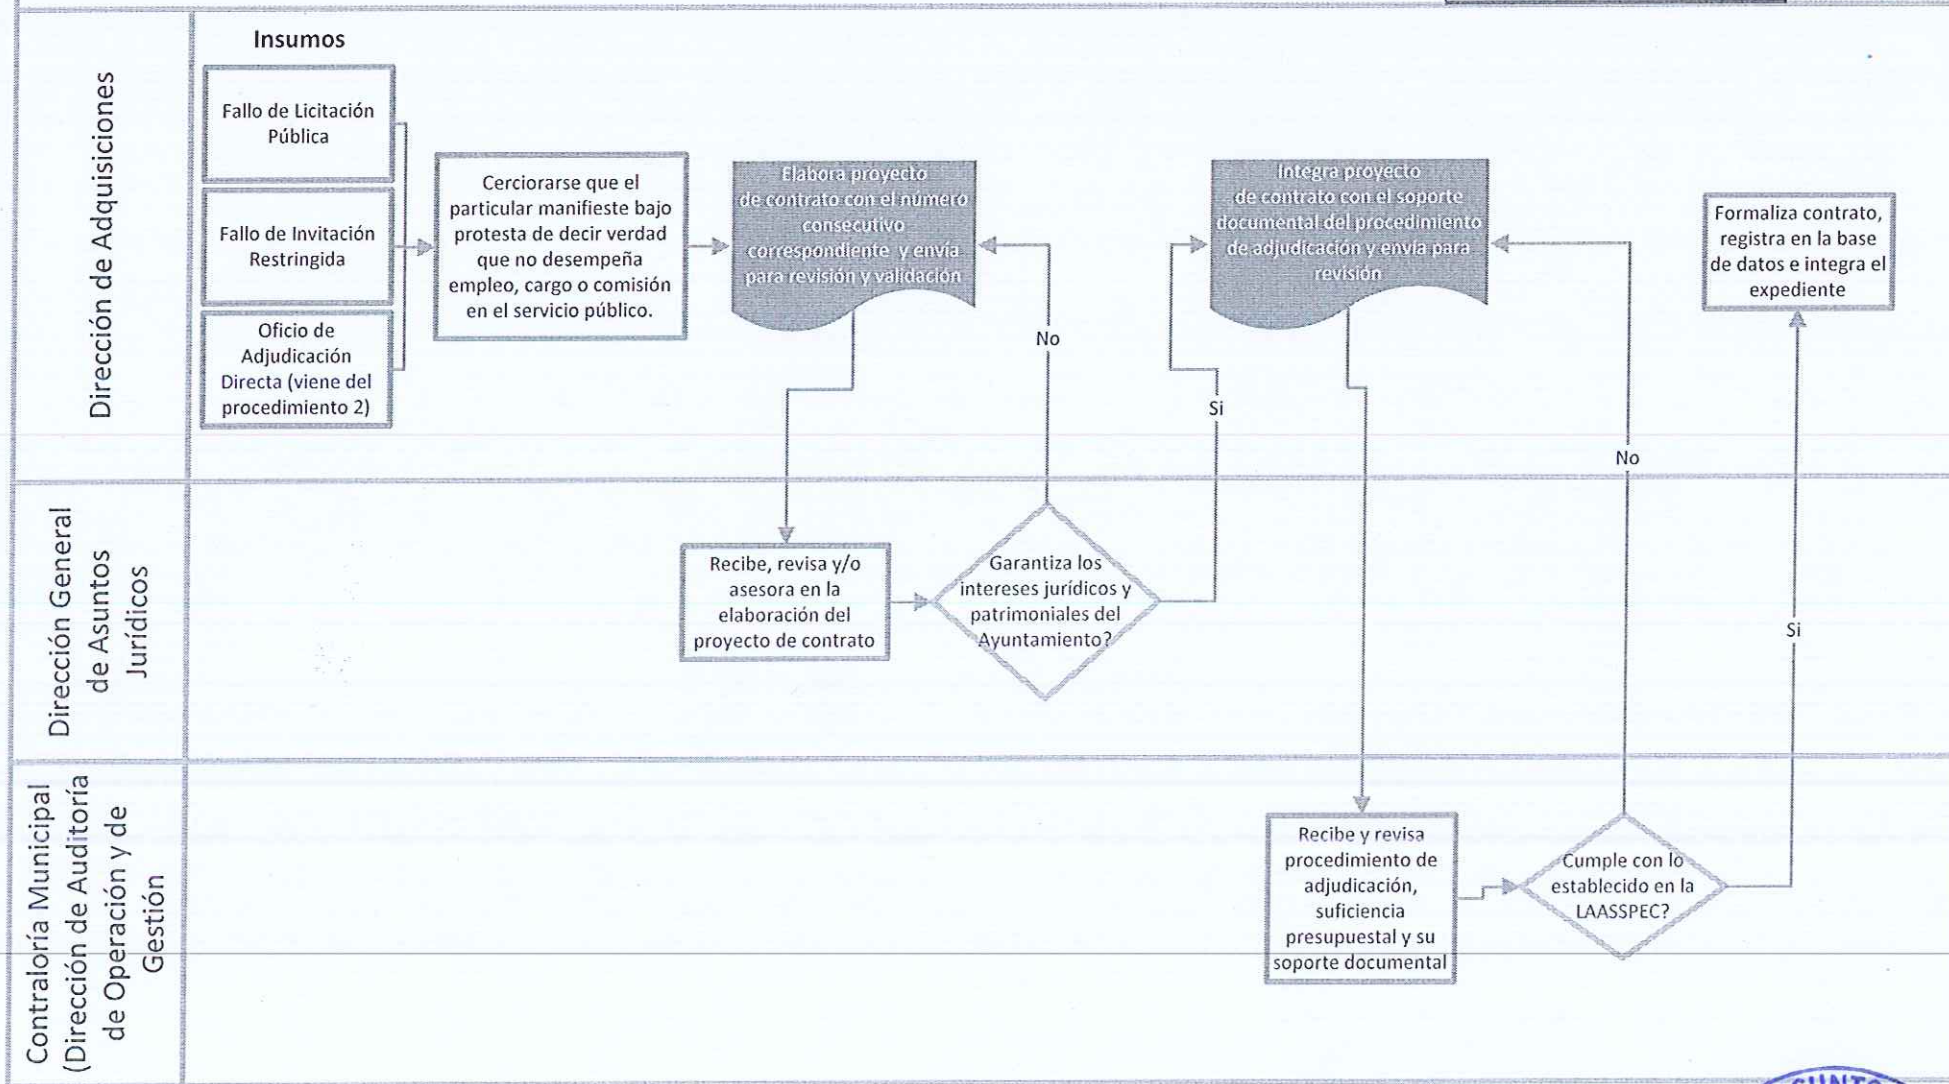 Dirección de Adquisiciones
Insumos
Fallo de Licitación
Pública
Fallo de Invitación
Restringida
Oficio de
Adjudicación
Directa (viene del
procedimiento 2)
Cerciorarse que el
particular manifieste bajo
protesta de decir verdad
que no desempeña
empleo, cargo o comisión
en el servicio público.
Elabora proyecto
de contrato con el número
consecutivo
correspondiente y envía
para revisión y validación
No
Si
Integra proyecto
de contrato con el soporte
documental del procedimiento
de adjudicación y envía para
revisión
No
Formaliza contrato,
registra en la base
de datos e integra el
expediente
Dirección General
de Asuntos
Jurídicos
Recibe, revisa y/o
asesora en la
elaboración del
proyecto de contrato
Garantiza los
intereses jurídicos y
patrimoniales del
Ayuntamiento?
Si
Contraloría Municipal
(Dirección de Auditoría
de Operación y de
Gestión
Recibe y revisa
procedimiento de
adjudicación,
suficiencia
presupuestal y su
soporte documental
Cumple con lo
establecido en la
LAASSPEC?